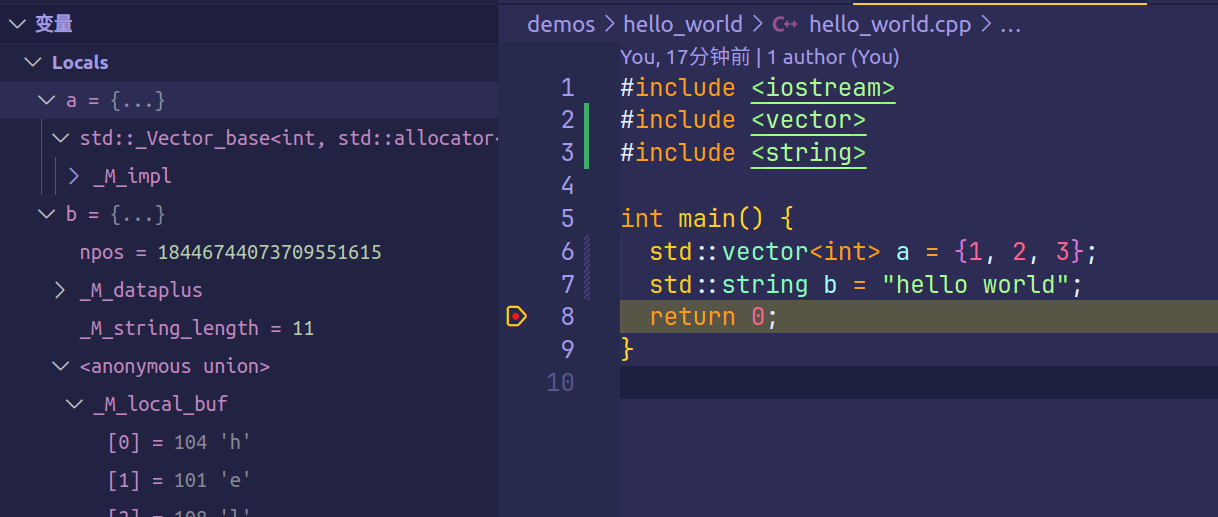 变量
Locals
a = {...}
std::_Vector_base<int, std::allocator<
_M_impl
b = {...}
npos = 18446744073709551615
_M_dataplus
_M_string_length = 11
<anonymous union>
_M_local_buf
[0] = 104 'h'
[1] = 101 'e'
[2] = 108 'l'
demos > hello_world > C++ hello_world.cpp > ...
You, 17分钟前 | 1 author (You)
1 #include <iostream>
2 #include <vector>
3 #include <string>
4
5 int main() {
6 std::vector<int> a = {1, 2, 3};
7 std::string b = "hello world";
8 return 0;
9 }
10